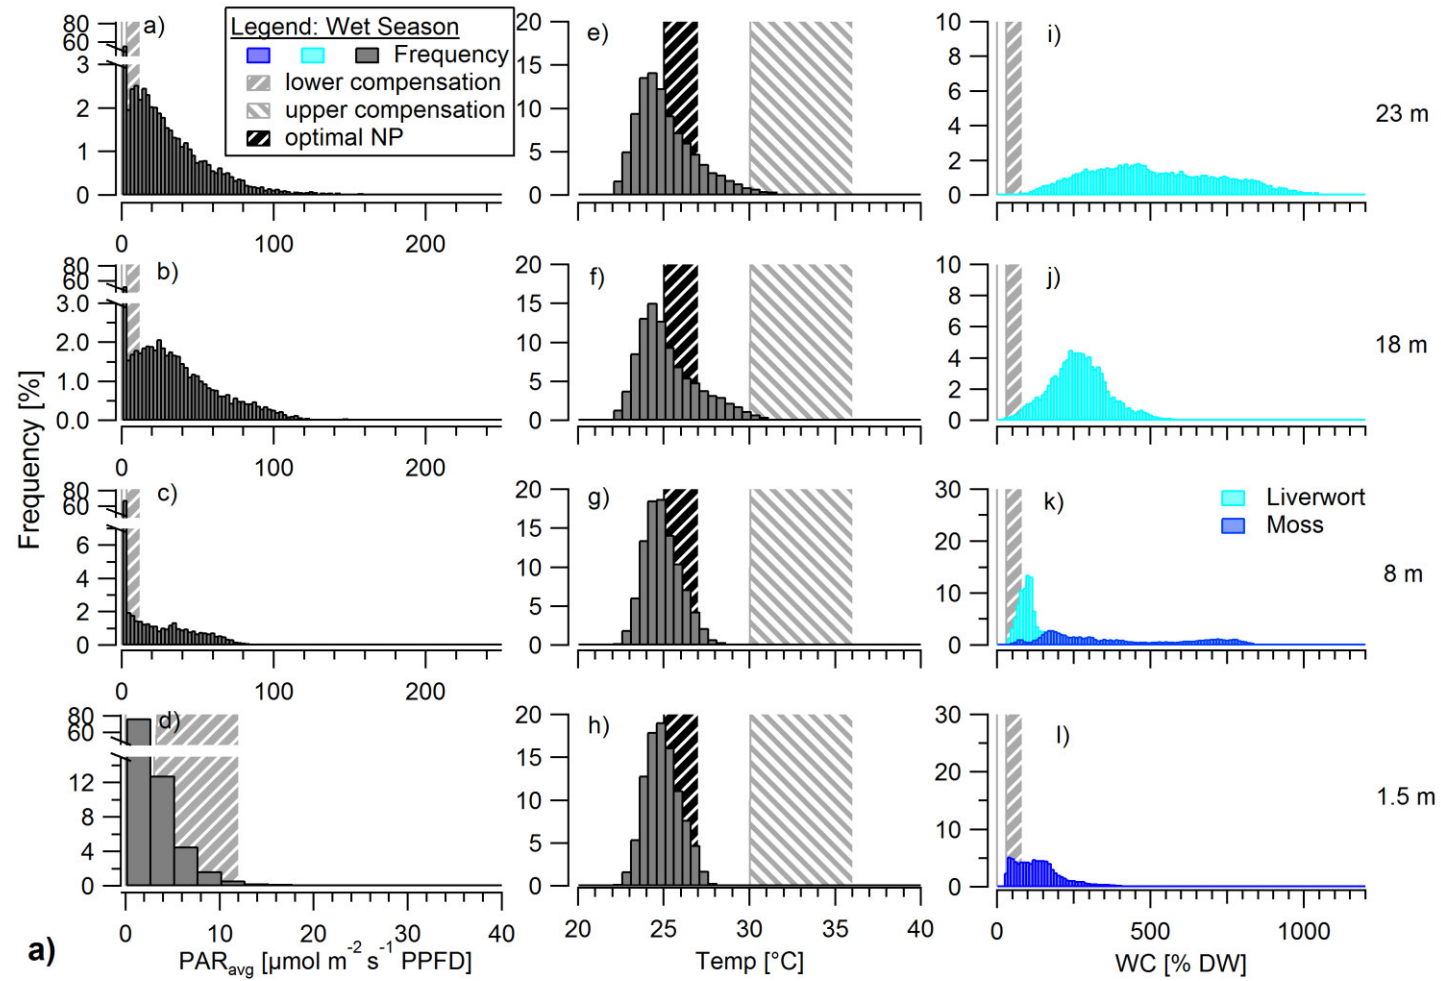 a)
Legend: Wet Season
Frequency
lower compensation
upper compensation
optimal NP
80
60
3
2
1
0
0 100 200
e)
20
15
10
5
0
i)
10
8
6
4
2
0
23 m
b)
80
60
3.0
2.0
1.0
0.0
0 100 200
f)
20
15
10
5
0
j)
10
8
6
4
2
0
18 m
Frequency [%]
c)
80
60
6
4
2
0
0 100 200
g)
20
15
10
5
0
k)
30
20
10
0
Liverwort
Moss
8 m
d)
80
60
12
8
4
0
0 10 20 30 40
PARavg [µmol m-2 s-1 PPFD]
h)
20
15
10
5
0
20 25 30 35 40
Temp [°C]
l)
30
20
10
0
0 500 1000
WC [% DW]
1.5 m
a)